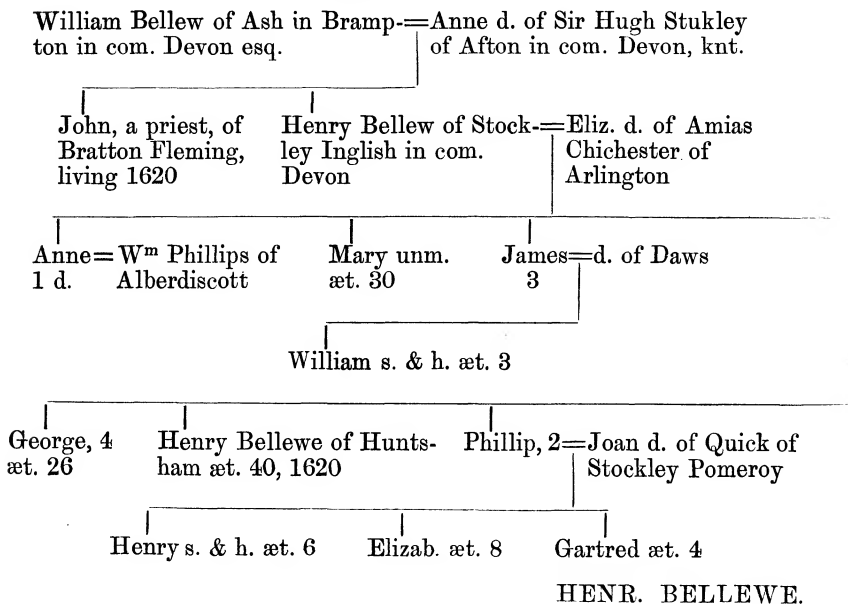 William Bellew of Ash in Bramp-=Anne d. of Sir Hugh Stukley
ton in com. Devon esq. of Afton in com. Devon, knt.
John, a priest, of Henry Bellew of Stock-=Eliz. d. of Amias
Bratton Fleming, ley Inglish in com. Chichester of
living 1620 Devon Arlington
Anne=Wᵐ Phillips of Mary unm. James=d. of Daws
1 d. Alberdiscott æt. 30 3
William s. & h. æt. 3
George, 4 Henry Bellewe of Hunts- Phillip, 2=Joan d. of Quick of
æt. 26 ham æt. 40, 1620 Stockley Pomeroy
Henry s. & h. æt. 6 Elizab. æt. 8 Gartred æt. 4
HENR. BELLEWE.